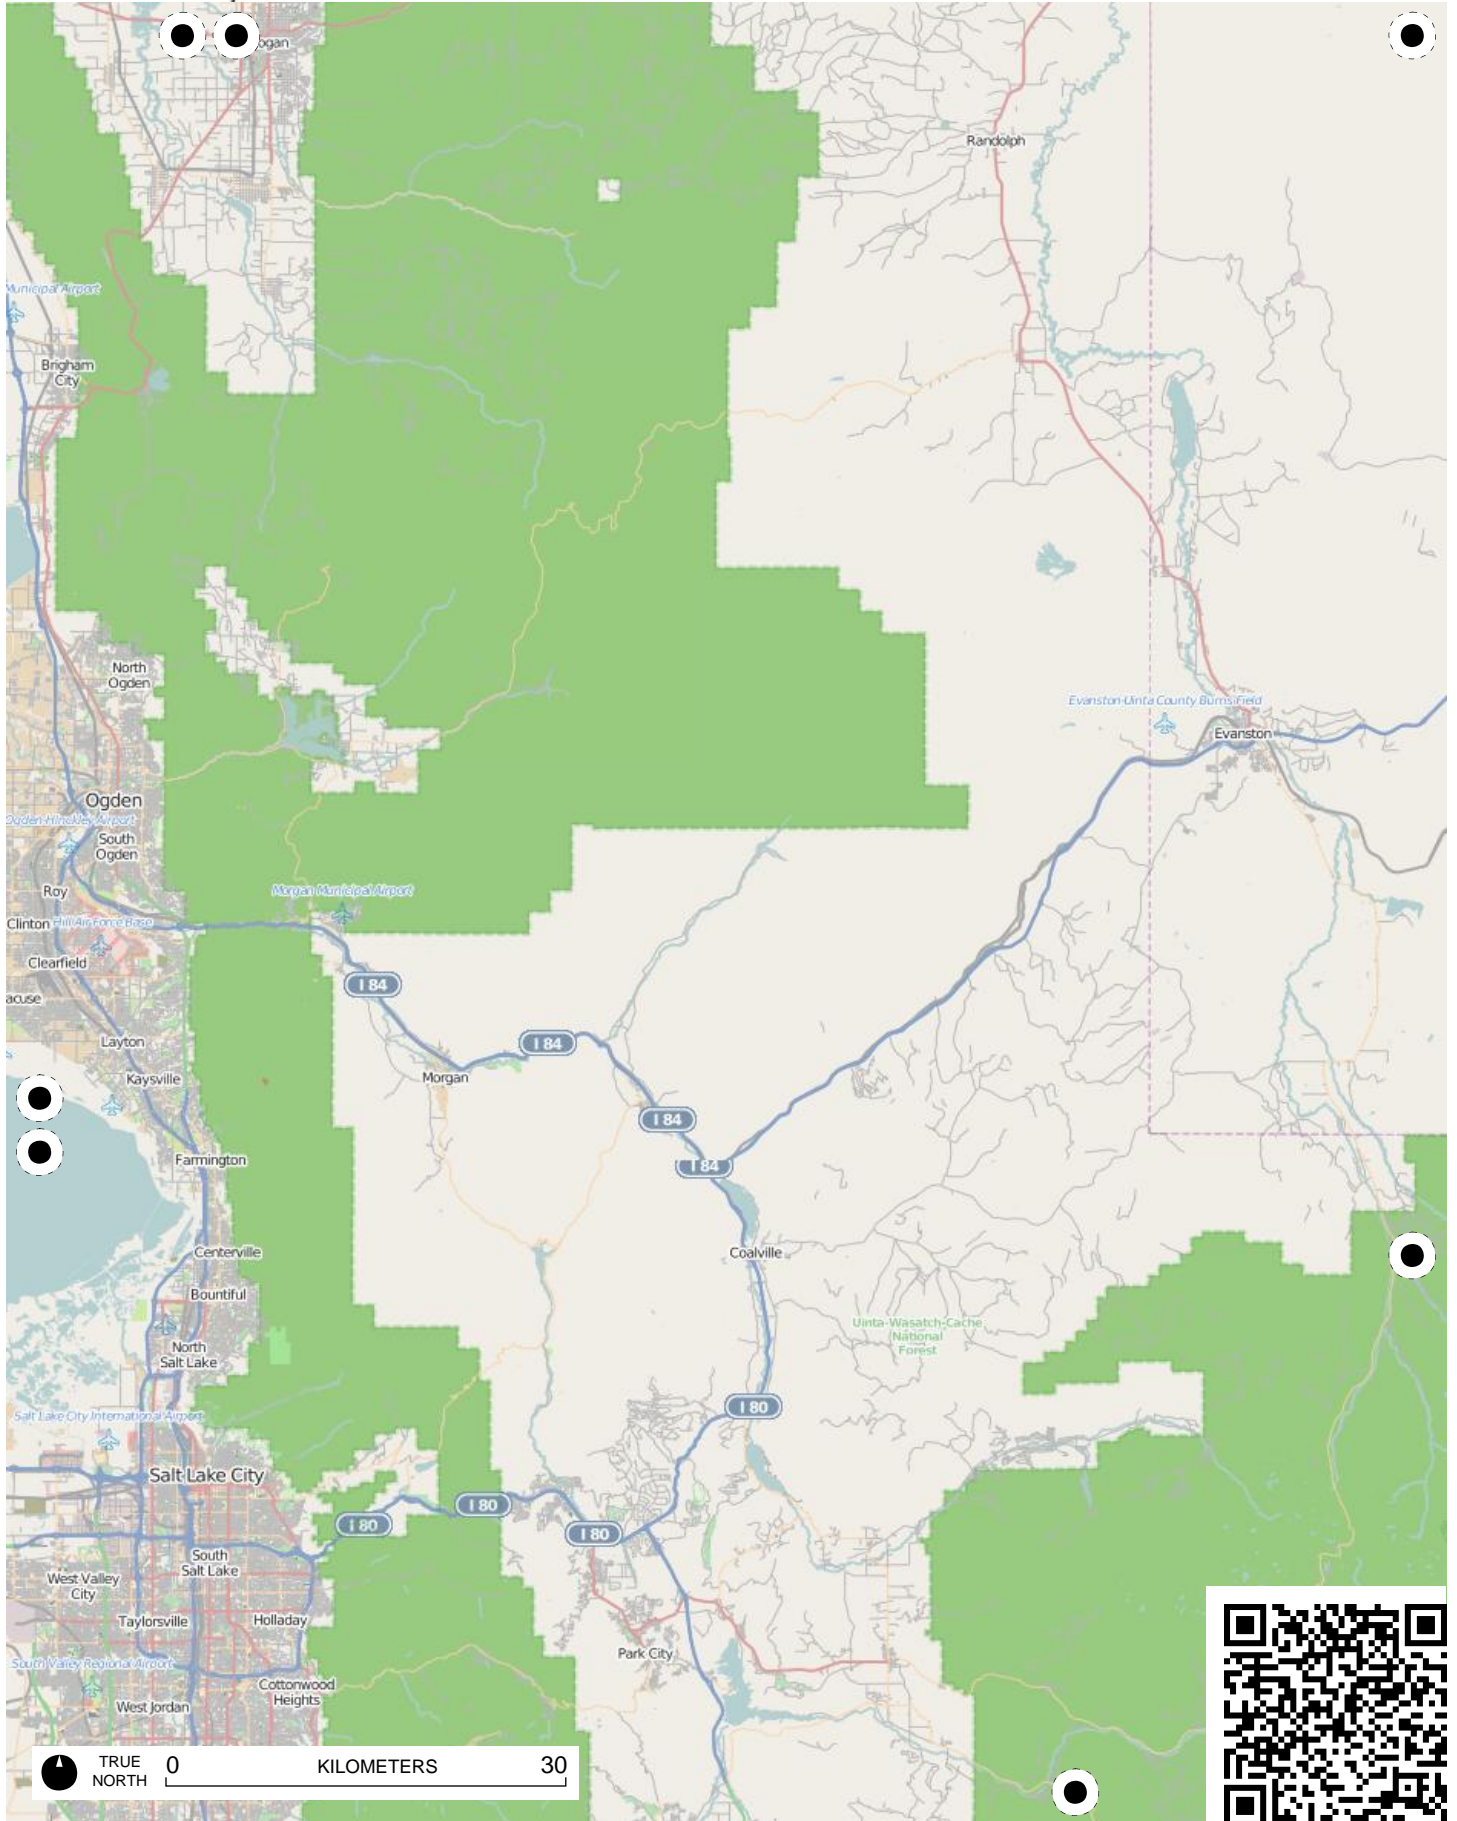 ogan
Randolph
Municipal Airport
Brigham
City
North
Ogden
Evanston-Uinta County Burns Field
Evanston
Ogden
Ogden-Hinckley Airport
South
Ogden
Roy
Morgan Municipal Airport
Clinton
Hill Air Force Base
Clearfield
I 84
acuse
Layton
I 84
Kaysville
Morgan
I 84
Farmington
I 84
Centerville
Coalville
Bountiful
Uinta-Wasatch-Cache
National
Forest
North
Salt Lake
I 80
Salt Lake City International Airport
Salt Lake City
I 80
I 80
I 80
South
Salt Lake
West Valley
City
Taylorsville
Holladay
Park City
South Valley Regional Airport
Cottonwood
Heights
West Jordan
TRUE
NORTH
0 KILOMETERS 30